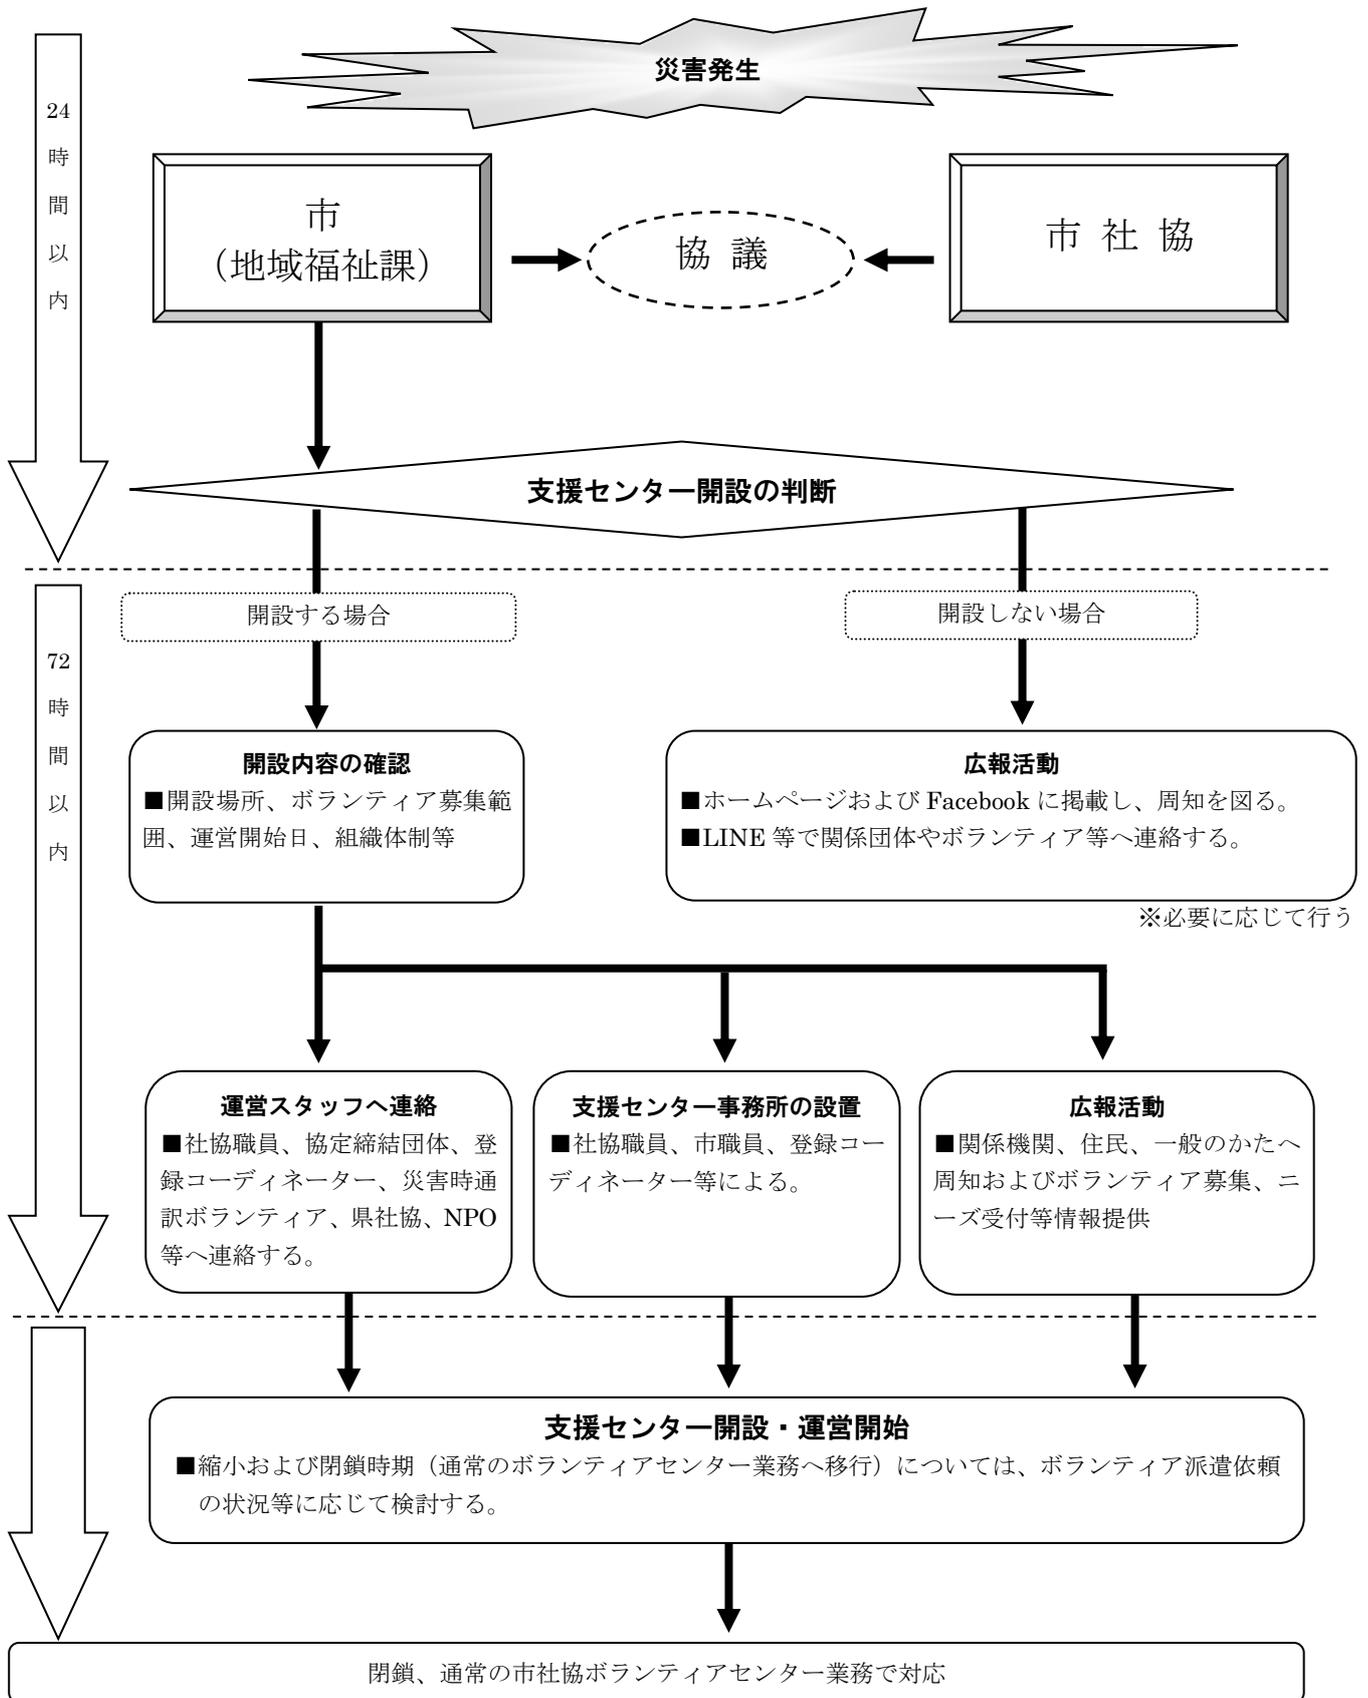 災害発生
24
時
間
以
内
市
(地域福祉課)
協 議
市 社 協
支援センター開設の判断
開設する場合
開設しない場合
72
時
間
以
内
開設内容の確認
■開設場所、ボランティア募集範
囲、運営開始日、組織体制等
広報活動
■ホームページおよび Facebook に掲載し、周知を図る。
■LINE 等で関係団体やボランティア等へ連絡する。
※必要に応じて行う
運営スタッフへ連絡
■社協職員、協定締結団体、登
録コーディネーター、災害時通
訳ボランティア、県社協、NPO
等へ連絡する。
支援センター事務所の設置
■社協職員、市職員、登録コー
ディネーター等による。
広報活動
■関係機関、住民、一般のかたへ
周知およびボランティア募集、ニ
ーズ受付等情報提供
支援センター開設・運営開始
■縮小および閉鎖時期（通常のボランティアセンター業務へ移行）については、ボランティア派遣依頼
の状況等に応じて検討する。
閉鎖、通常の市社協ボランティアセンター業務で対応